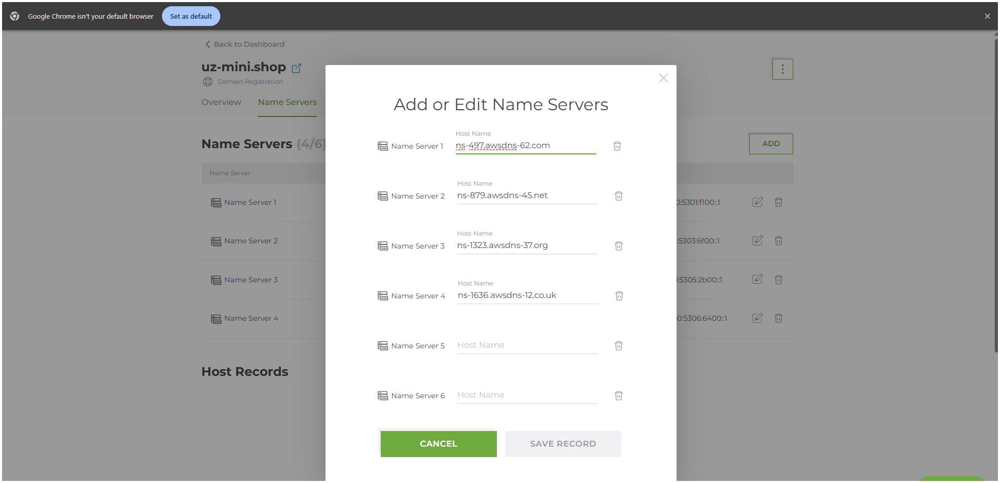 Google Chrome isn't your default browser
Set as default
Back to Dashboard
uz-mini.shop
Domain Registration
Overview
Name Servers
Name Servers (4/6)
ADD
Name Server
Name Server 1
0:5301:f100::1
Name Server 2
:5303:6f00::1
Name Server 3
):5305:2b00::1
Name Server 4
00:5306:6400::1
Host Records
Add or Edit Name Servers
Host Name
Name Server 1
ns-497.awsdns-62.com
Host Name
Name Server 2
ns-879.awsdns-45.net
Host Name
Name Server 3
ns-1323.awsdns-37.org
Host Name
Name Server 4
ns-1636.awsdns-12.co.uk
Name Server 5
Host Name
Name Server 6
Host Name
CANCEL
SAVE RECORD